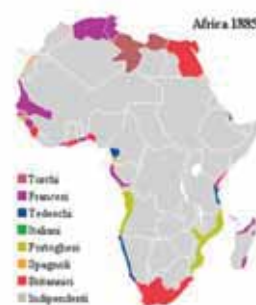 Africa 1885
Turchi
Francesi
Tedeschi
Italiani
Portoghesi
Spagnoli
Britannici
Indipendenti